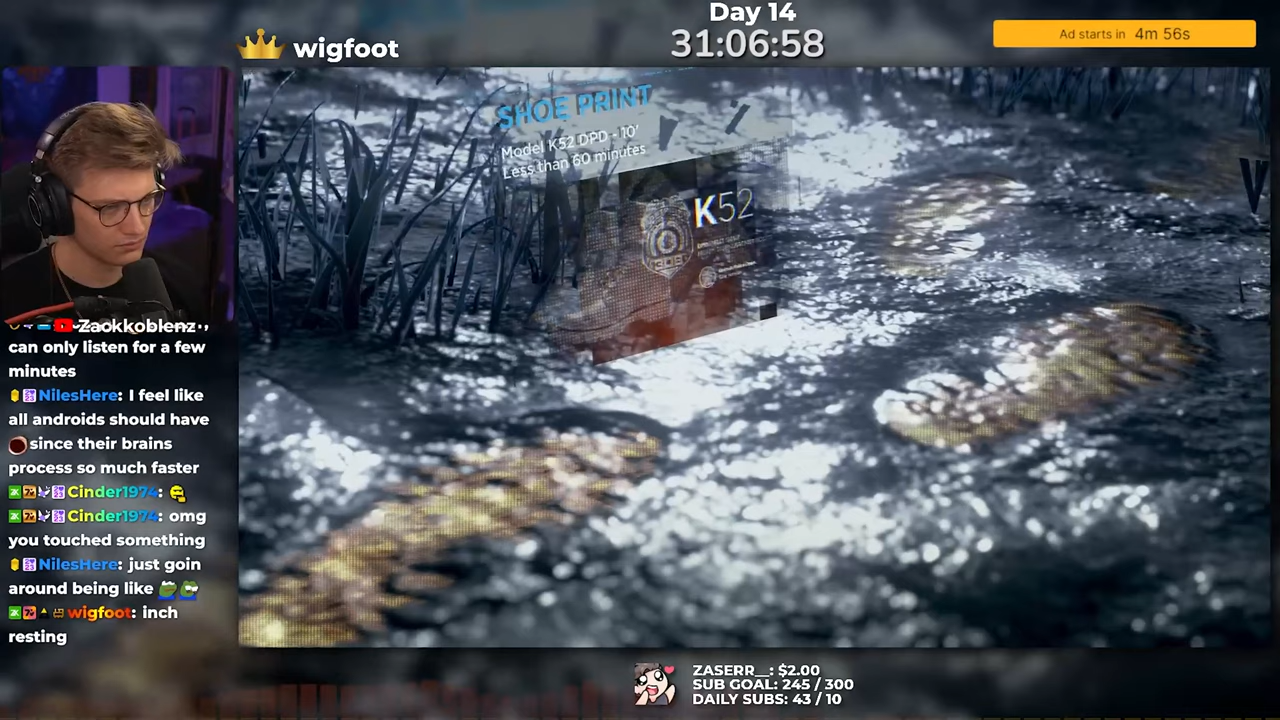 Day 14
31:06:58
wigfoot
Ad starts in 4m 56s
SHOE PRINT
Model K52 DPD - 10'
Less than 60 minutes
K52
Zaokkoblenz
can only listen for a few
minutes
NilesHere: I feel like
all androids should have
since their brains
process so much faster
Cinder1974:
Cinder1974: omg
you touched something
NilesHere: just goin
around being like
wigfoot: inch
resting
ZASERR__: $2.00
SUB GOAL: 245 / 300
DAILY SUBS: 43 / 10